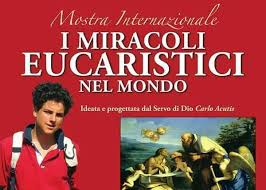 Mostra Internazionale
I MIRACOLI
EUCARISTICI
NEL MONDO
Ideata e progettata dal Servo di Dio Carlo Acutis